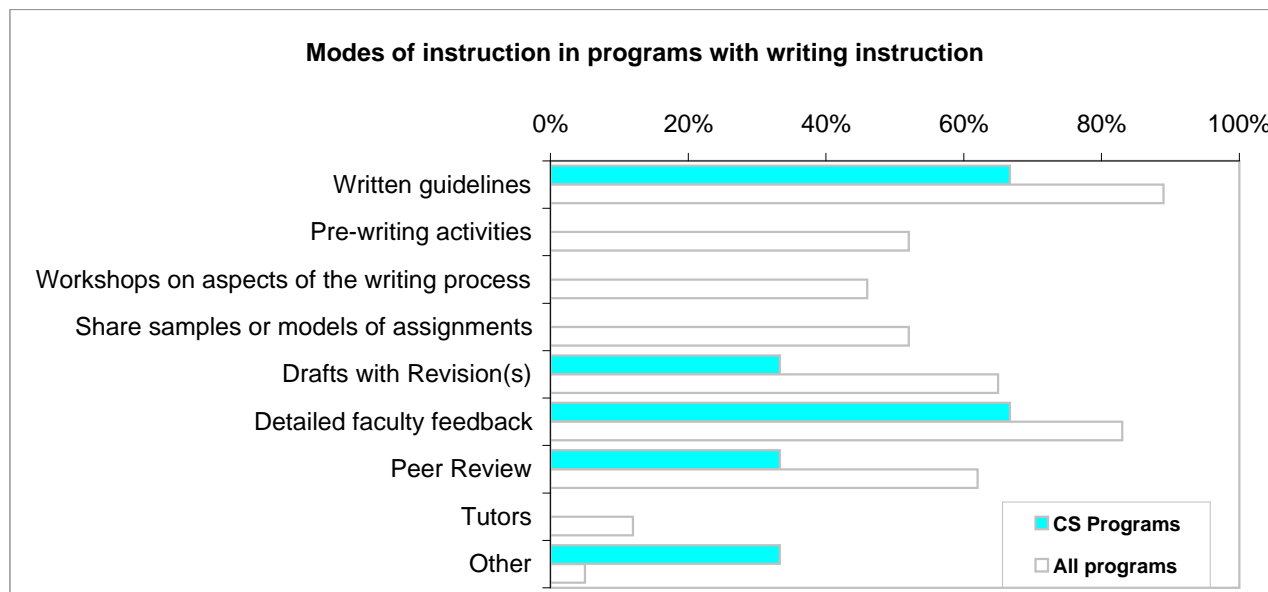 Modes of instruction in programs with writing instruction
0% 20% 40% 60% 80% 100%
Written guidelines
Pre-writing activities
Workshops on aspects of the writing process
Share samples or models of assignments
Drafts with Revision(s)
Detailed faculty feedback
Peer Review
Tutors
Other
CS Programs
All programs